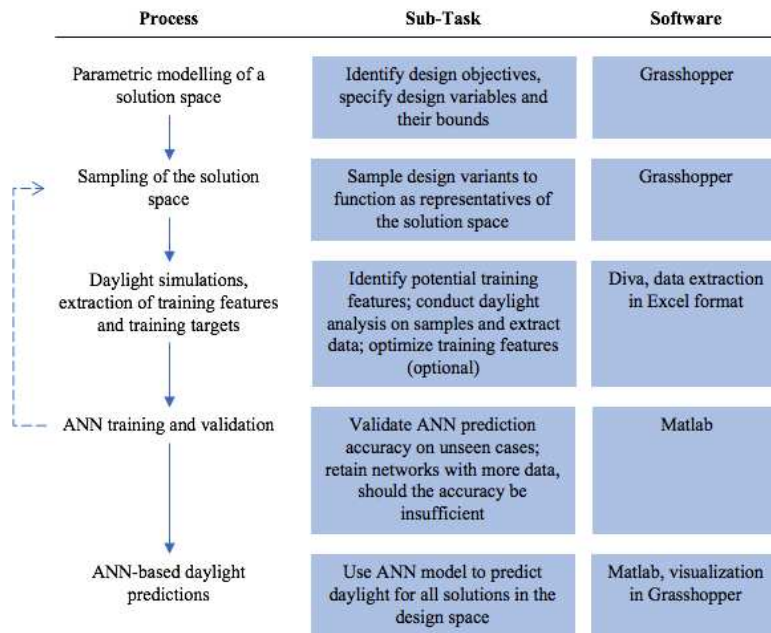 Process Sub-Task Software
Parametric modelling of a
solution space
Identify design objectives,
specify design variables and
their bounds
Grasshopper
Sampling of the solution
space
Sample design variants to
function as representatives of
the solution space
Grasshopper
Daylight simulations,
extraction of training features
and training targets
Identify potential training
features; conduct daylight
analysis on samples and extract
data; optimize training features
(optional)
Diva, data extraction
in Excel format
ANN training and validation
Validate ANN prediction
accuracy on unseen cases;
retain networks with more data,
should the accuracy be
insufficient
Matlab
ANN-based daylight
predictions
Use ANN model to predict
daylight for all solutions in the
design space
Matlab, visualization
in Grasshopper